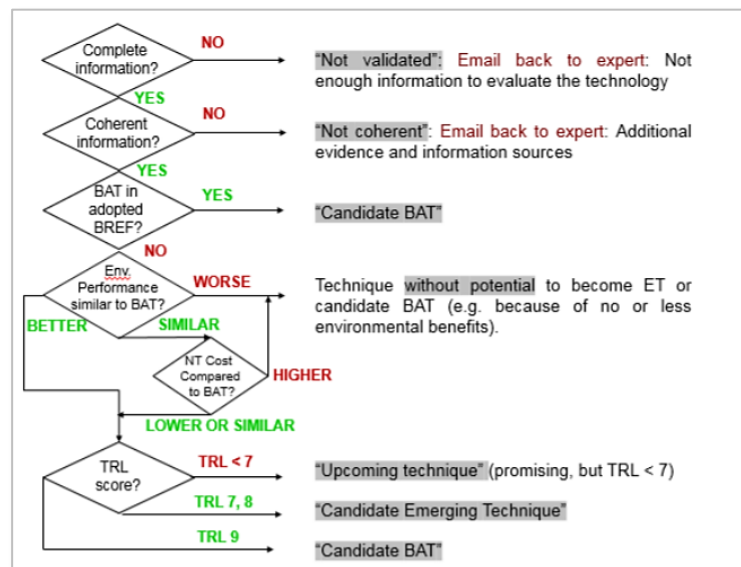 Complete
information?
NO
"Not validated": Email back to expert: Not
enough information to evaluate the technology
YES
Coherent
information?
NO
"Not coherent": Email back to expert: Additional
evidence and information sources
YES
BAT in
adopted
BREF?
YES
"Candidate BAT"
NO
Env.
Performance
similar to BAT?
WORSE
Technique without potential to become ET or
candidate BAT (e.g. because of no or less
environmental benefits).
BETTER
SIMILAR
NT Cost
Compared
to BAT?
HIGHER
LOWER OR SIMILAR
TRL
score?
TRL < 7
"Upcoming technique" (promising, but TRL < 7)
TRL 7, 8
"Candidate Emerging Technique"
TRL 9
"Candidate BAT"